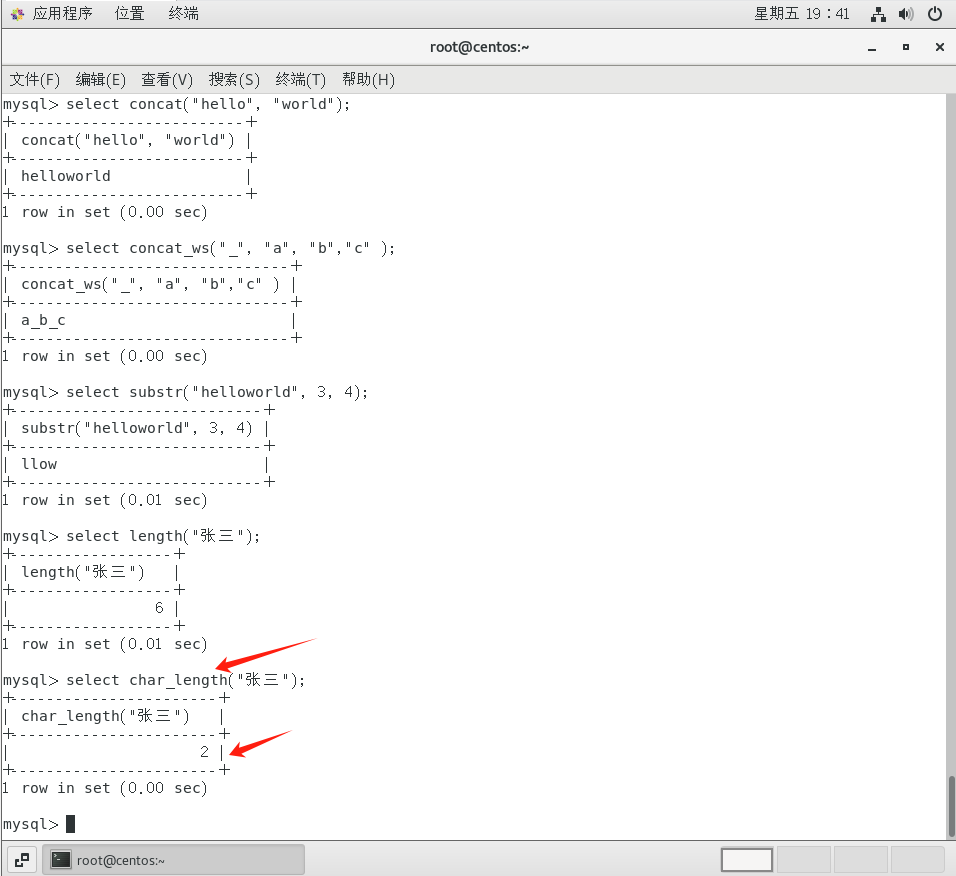 应用程序 位置 终端 星期五 19：41
root@centos:~
文件(F) 编辑(E) 查看(V) 搜索(S) 终端(T) 帮助(H)
mysql> select concat("hello", "world");
+--------------------------+
| concat("hello", "world") |
+--------------------------+
| helloworld               |
+--------------------------+
1 row in set (0.00 sec)
mysql> select concat_ws("_", "a", "b","c" );
+-------------------------------+
| concat_ws("_", "a", "b","c" ) |
+-------------------------------+
| a_b_c                         |
+-------------------------------+
1 row in set (0.00 sec)
mysql> select substr("helloworld", 3, 4);
+----------------------------+
| substr("helloworld", 3, 4) |
+----------------------------+
| llow                       |
+----------------------------+
1 row in set (0.01 sec)
mysql> select length("张三");
+------------------+
| length("张三")   |
+------------------+
|                6 |
+------------------+
1 row in set (0.01 sec)
mysql> select char_length("张三");
+-----------------------+
| char_length("张三")   |
+-----------------------+
|                     2 |
+-----------------------+
1 row in set (0.00 sec)
mysql>
root@centos:~